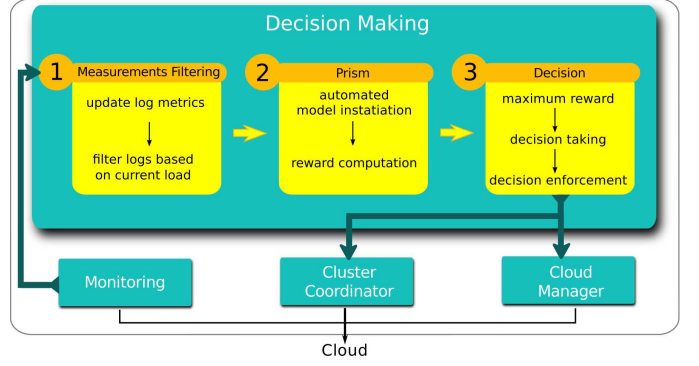 Decision Making
1
Measurements Filtering
update log metrics
filter logs based
on current load
2
Prism
automated
model instatiation
reward computation
3
Decision
maximum reward
decision taking
decision enforcement
Monitoring
Cluster
Coordinator
Cloud
Manager
Cloud